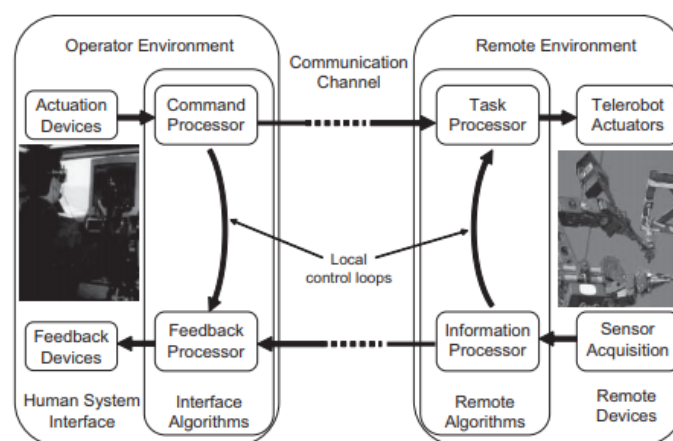 Operator Environment
Communication
Channel
Remote Environment
Actuation
Devices
Command
Processor
Task
Processor
Telerobot
Actuators
Local
control loops
Feedback
Devices
Feedback
Processor
Information
Processor
Sensor
Acquisition
Human System
Interface
Interface
Algorithms
Remote
Algorithms
Remote
Devices